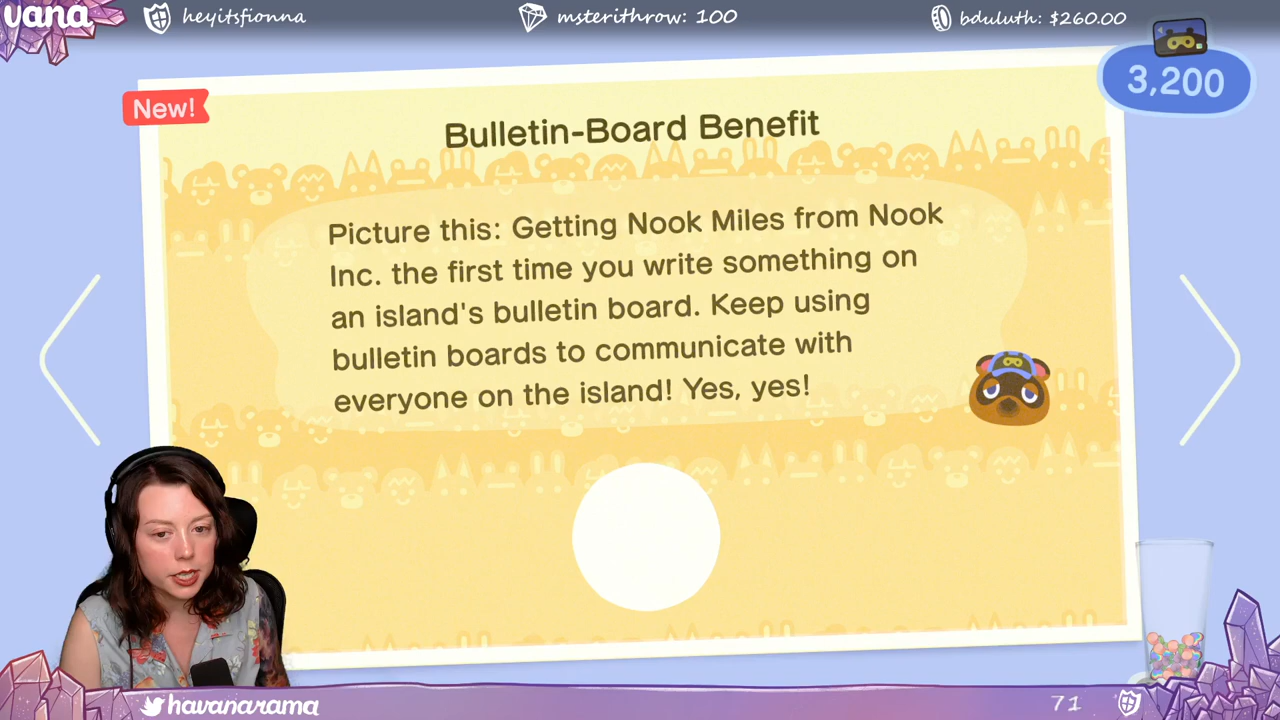 vana
heyitsfionna
msterithrow: 100
bduluth: $260.00
3,200
New!
Bulletin-Board Benefit
Picture this: Getting Nook Miles from Nook
Inc. the first time you write something on
an island's bulletin board. Keep using
bulletin boards to communicate with
everyone on the island! Yes, yes!
havanarama
71